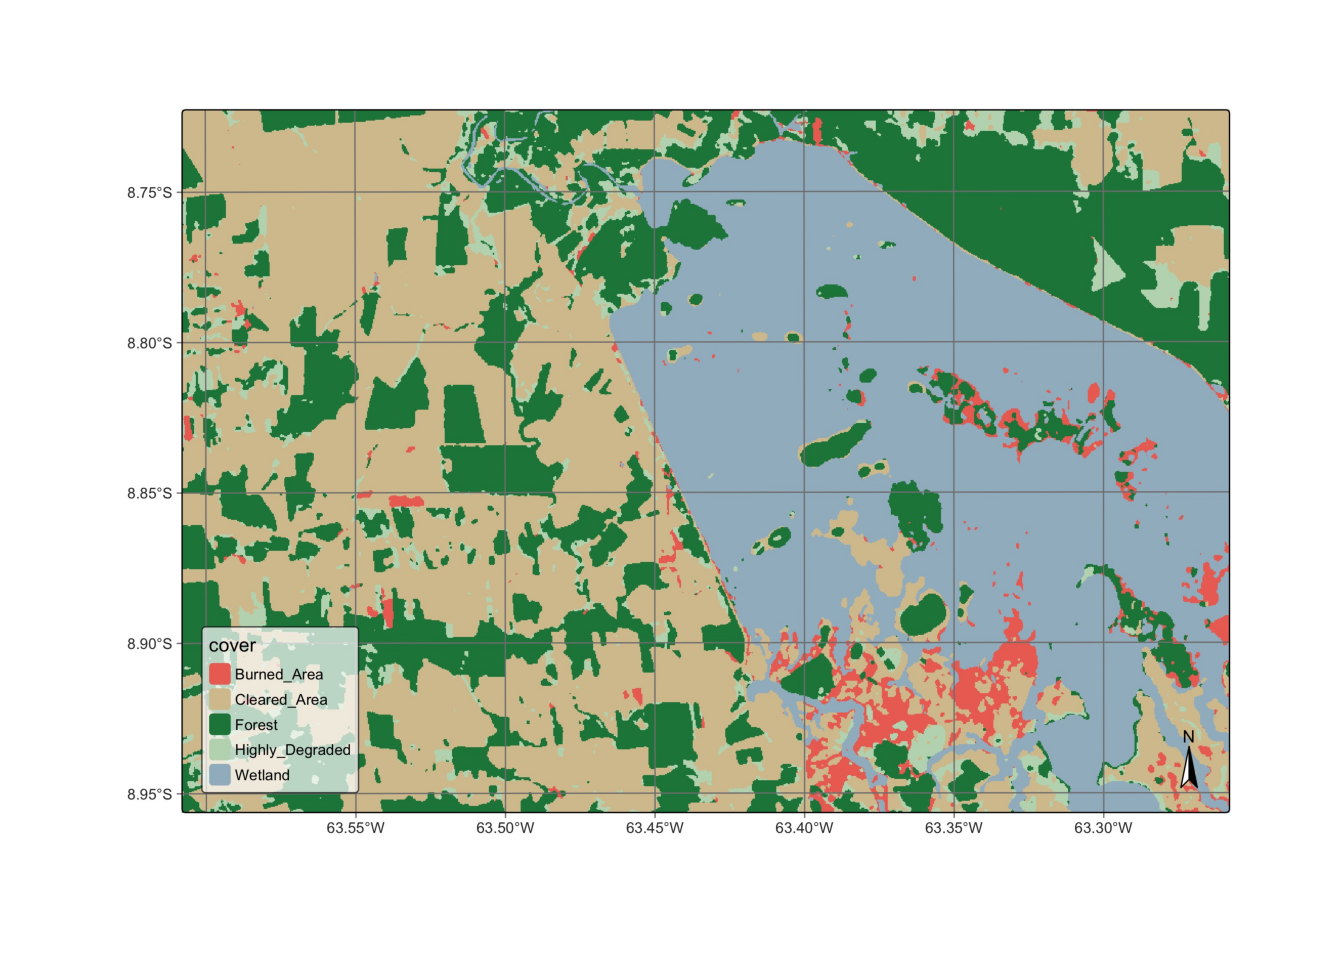 8.75°S
8.80°S
8.85°S
8.90°S
8.95°S
cover
Burned_Area
Cleared_Area
Forest
Highly_Degraded
Wetland
N
63.55°W 63.50°W 63.45°W 63.40°W 63.35°W 63.30°W